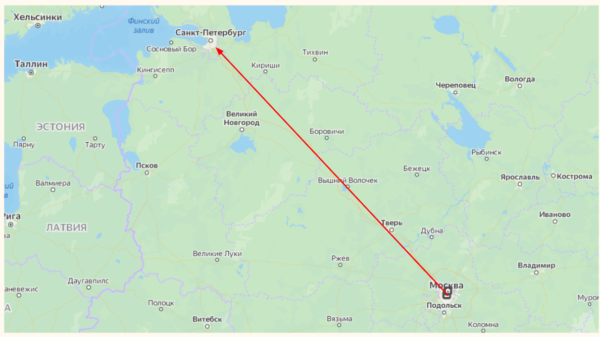 Хельсинки
Финский
залив
Санкт-Петербург
Сосновый Бор
Тихвин
Таллин
Кингисепп
Кириши
Вологда
Череповец
Великий
Новгород
ЭСТОНИЯ
Боровичи
Пярну
Тарту
Рыбинск
Псков
Бежецк
Вышний Волочек
Ярославль
Кострома
Валмиера
Рига
Иваново
ЛАТВИЯ
Тверь
Дубна
Великие Луки
Ржев
Владимир
Москва
Даугавпилс
Подольск
Полоцк
Витебск
Вязьма
Коломна